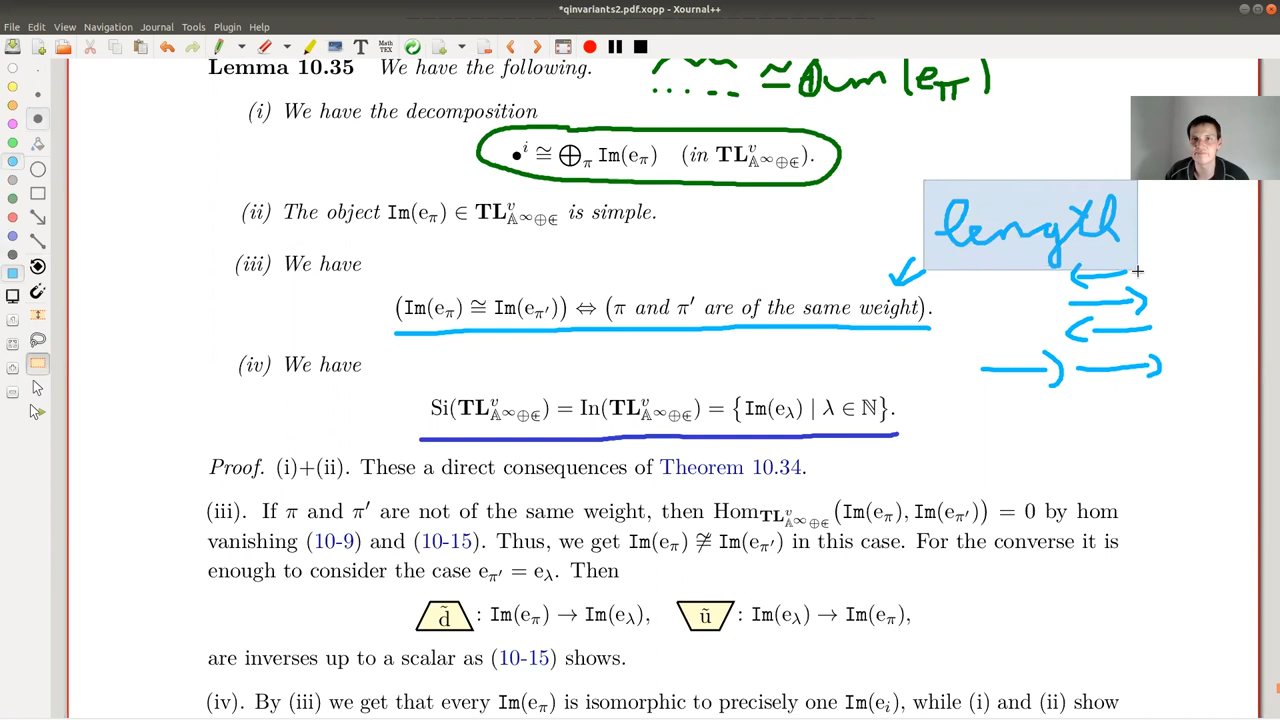 *qinvariants2.pdf.xopp - Xournal++
File Edit View Navigation Journal Tools Plugin Help
Lemma 10.35 We have the following.
≃ Im(e_π)
(i) We have the decomposition
•^i ≅ ⊕_π Im(e_π) (in TL^v_{𝔸^∞⊕⋐}).
(ii) The object Im(e_π) ∈ TL^v_{𝔸^∞⊕⋐} is simple.
length
(iii) We have
(Im(e_π) ≅ Im(e_π′)) ⇔ (π and π′ are of the same weight).
(iv) We have
Si(TL^v_{𝔸^∞⊕⋐}) = In(TL^v_{𝔸^∞⊕⋐}) = {Im(e_λ) | λ ∈ ℕ}.
Proof. (i)+(ii). These a direct consequences of Theorem 10.34.
(iii). If π and π′ are not of the same weight, then Hom_{TL^v_{𝔸^∞⊕⋐}}(Im(e_π), Im(e_π′)) = 0 by hom
vanishing (10-9) and (10-15). Thus, we get Im(e_π) ≇ Im(e_π′) in this case. For the converse it is
enough to consider the case e_π′ = e_λ. Then
d̃ : Im(e_π) → Im(e_λ), ũ : Im(e_λ) → Im(e_π),
are inverses up to a scalar as (10-15) shows.
(iv). By (iii) we get that every Im(e_π) is isomorphic to precisely one Im(e_i), while (i) and (ii) show